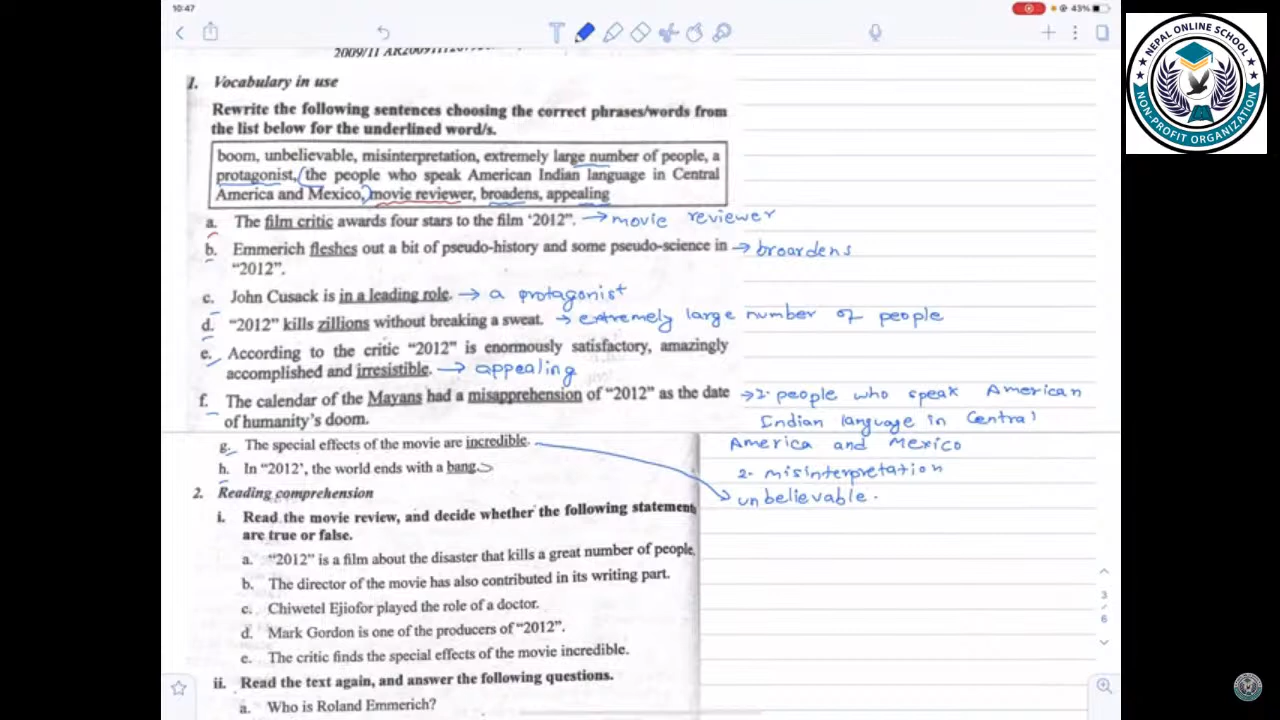 10:47
43%
1. Vocabulary in use
Rewrite the following sentences choosing the correct phrases/words from
the list below for the underlined word/s.
boom, unbelievable, misinterpretation, extremely large number of people, a
protagonist, the people who speak American Indian language in Central
America and Mexico, movie reviewer, broadens, appealing
a. The film critic awards four stars to the film '2012". → movie reviewer
b. Emmerich fleshes out a bit of pseudo-history and some pseudo-science in → broardens
"2012".
c. John Cusack is in a leading role. → a protagonist
d. "2012" kills zillions without breaking a sweat. → extremely large number of people
e. According to the critic "2012" is enormously satisfactory, amazingly
accomplished and irresistible. → appealing
f. The calendar of the Mayans had a misapprehension of "2012" as the date → 1. people who speak American
of humanity's doom. Indian language in Central
g. The special effects of the movie are incredible. America and Mexico
h. In "2012', the world ends with a bang. 2. misinterpretation
2. Reading comprehension unbelievable.
i. Read the movie review, and decide whether the following statement
are true or false.
a. "2012" is a film about the disaster that kills a great number of people.
b. The director of the movie has also contributed in its writing part.
c. Chiwetel Ejiofor played the role of a doctor.
d. Mark Gordon is one of the producers of "2012".
e. The critic finds the special effects of the movie incredible.
ii. Read the text again, and answer the following questions.
a. Who is Roland Emmerich?
3
/
6
NEPAL ONLINE SCHOOL
NON-PROFIT ORGANIZATION